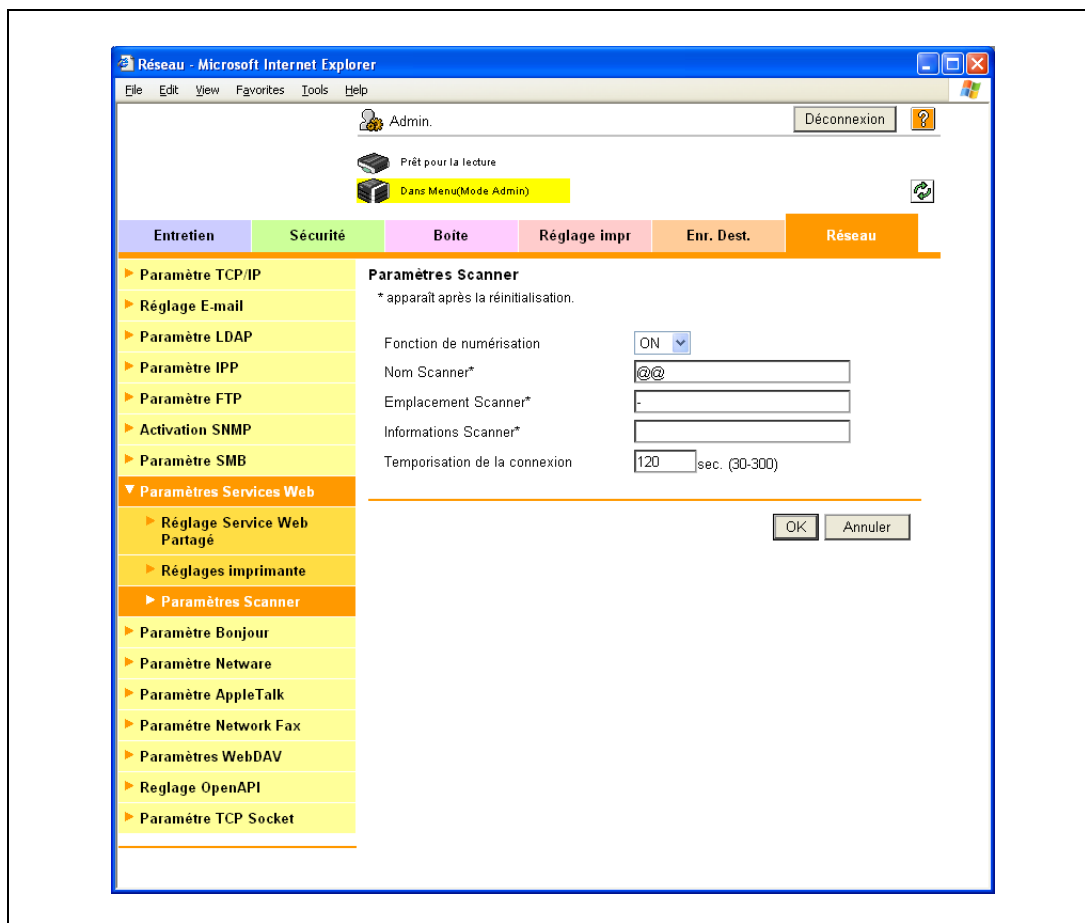 Réseau - Microsoft Internet Explorer
File Edit View Favorites Tools Help
Admin.
Déconnexion
?
Prêt pour la lecture
Dans Menu(Mode Admin)
Entretien
Sécurité
Boite
Réglage impr
Enr. Dest.
Réseau
Paramètre TCP/IP
Réglage E-mail
Paramètre LDAP
Paramètre IPP
Paramètre FTP
Activation SNMP
Paramètre SMB
Paramètres Services Web
Réglage Service Web
Partagé
Réglages imprimante
Paramètres Scanner
Paramètre Bonjour
Paramètre Netware
Paramètre AppleTalk
Paramétre Network Fax
Paramètres WebDAV
Reglage OpenAPI
Paramétre TCP Socket
Paramètres Scanner
* apparaît après la réinitialisation.
Fonction de numérisation ON
Nom Scanner* @@
Emplacement Scanner* -
Informations Scanner*
Temporisation de la connexion 120 sec. (30-300)
OK Annuler